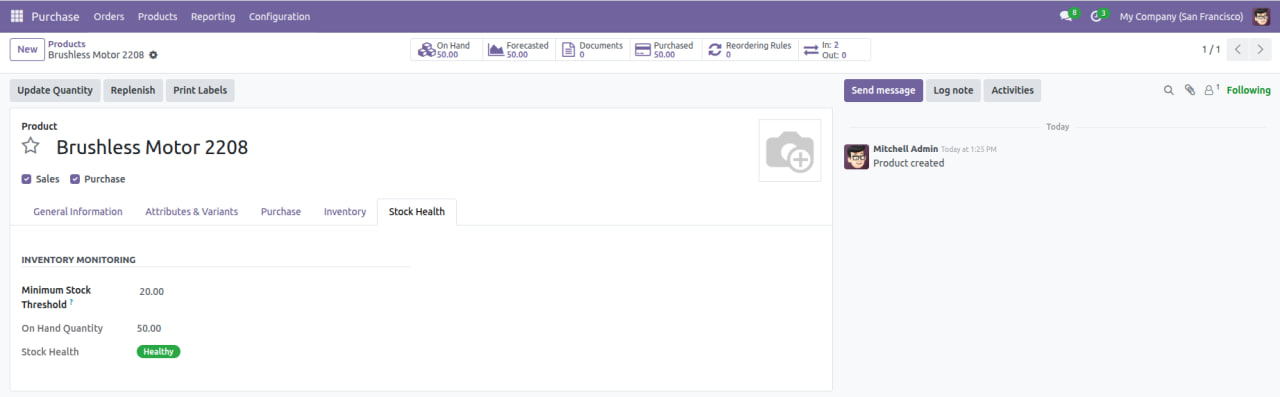 Purchase Orders Products Reporting Configuration 8 3 My Company (San Francisco)
New Products
Brushless Motor 2208
On Hand
50.00
Forecasted
50.00
Documents
0
Purchased
50.00
Reordering Rules
0
In: 2
Out: 0
1 / 1
Update Quantity Replenish Print Labels
Send message Log note Activities 1 Following
Product
Brushless Motor 2208
Sales Purchase
General Information Attributes & Variants Purchase Inventory Stock Health
INVENTORY MONITORING
Minimum Stock
Threshold ? 20.00
On Hand Quantity 50.00
Stock Health Healthy
Today
Mitchell Admin Today at 1:25 PM
Product created